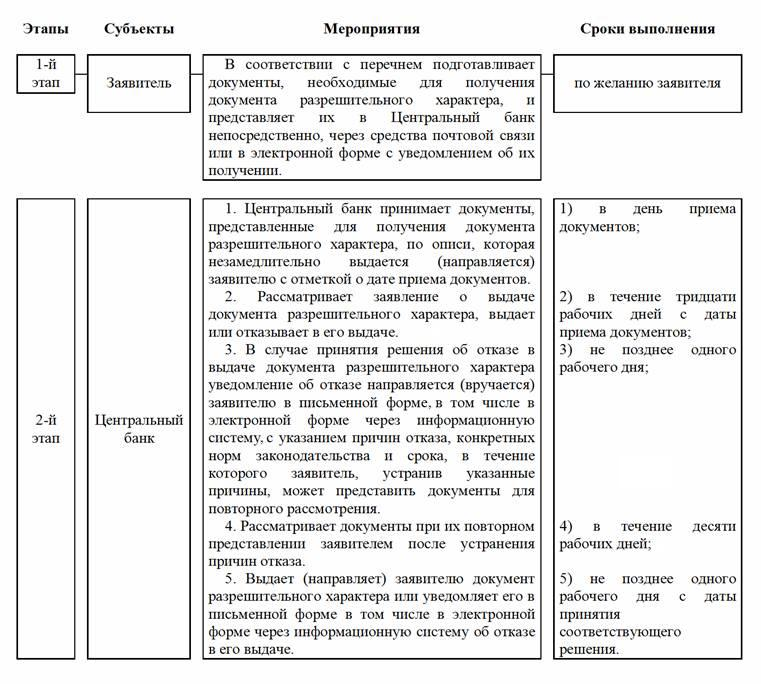 Этапы Субъекты Мероприятия Сроки выполнения
1-й
этап
Заявитель
В соответствии с перечнем подготавливает
документы, необходимые для получения
документа разрешительного характера, и
представляет их в Центральный банк
непосредственно, через средства почтовой связи
или в электронной форме с уведомлением об их
получении.
по желанию заявителя
2-й
этап
Центральный
банк
1. Центральный банк принимает документы,
представленные для получения документа
разрешительного характера, по описи, которая
незамедлительно выдается (направляется)
заявителю с отметкой о дате приема документов.
2. Рассматривает заявление о выдаче
документа разрешительного характера, выдает
или отказывает в его выдаче.
3. В случае принятия решения об отказе в
выдаче документа разрешительного характера
уведомление об отказе направляется (вручается)
заявителю в письменной форме, в том числе в
электронной форме через информационную
систему, с указанием причин отказа, конкретных
норм законодательства и срока, в течение
которого заявитель, устранив указанные
причины, может представить документы для
повторного рассмотрения.
4. Рассматривает документы при их повторном
представлении заявителем после устранения
причин отказа.
5. Выдает (направляет) заявителю документ
разрешительного характера или уведомляет его в
письменной форме в том числе в электронной
форме через информационную систему об отказе
в его выдаче.
1) в день приема
документов;
2) в течение тридцати
рабочих дней с даты
приема документов;
3) не позднее одного
рабочего дня;
4) в течение десяти
рабочих дней;
5) не позднее одного
рабочего дня с даты
принятия
соответствующего
решения.